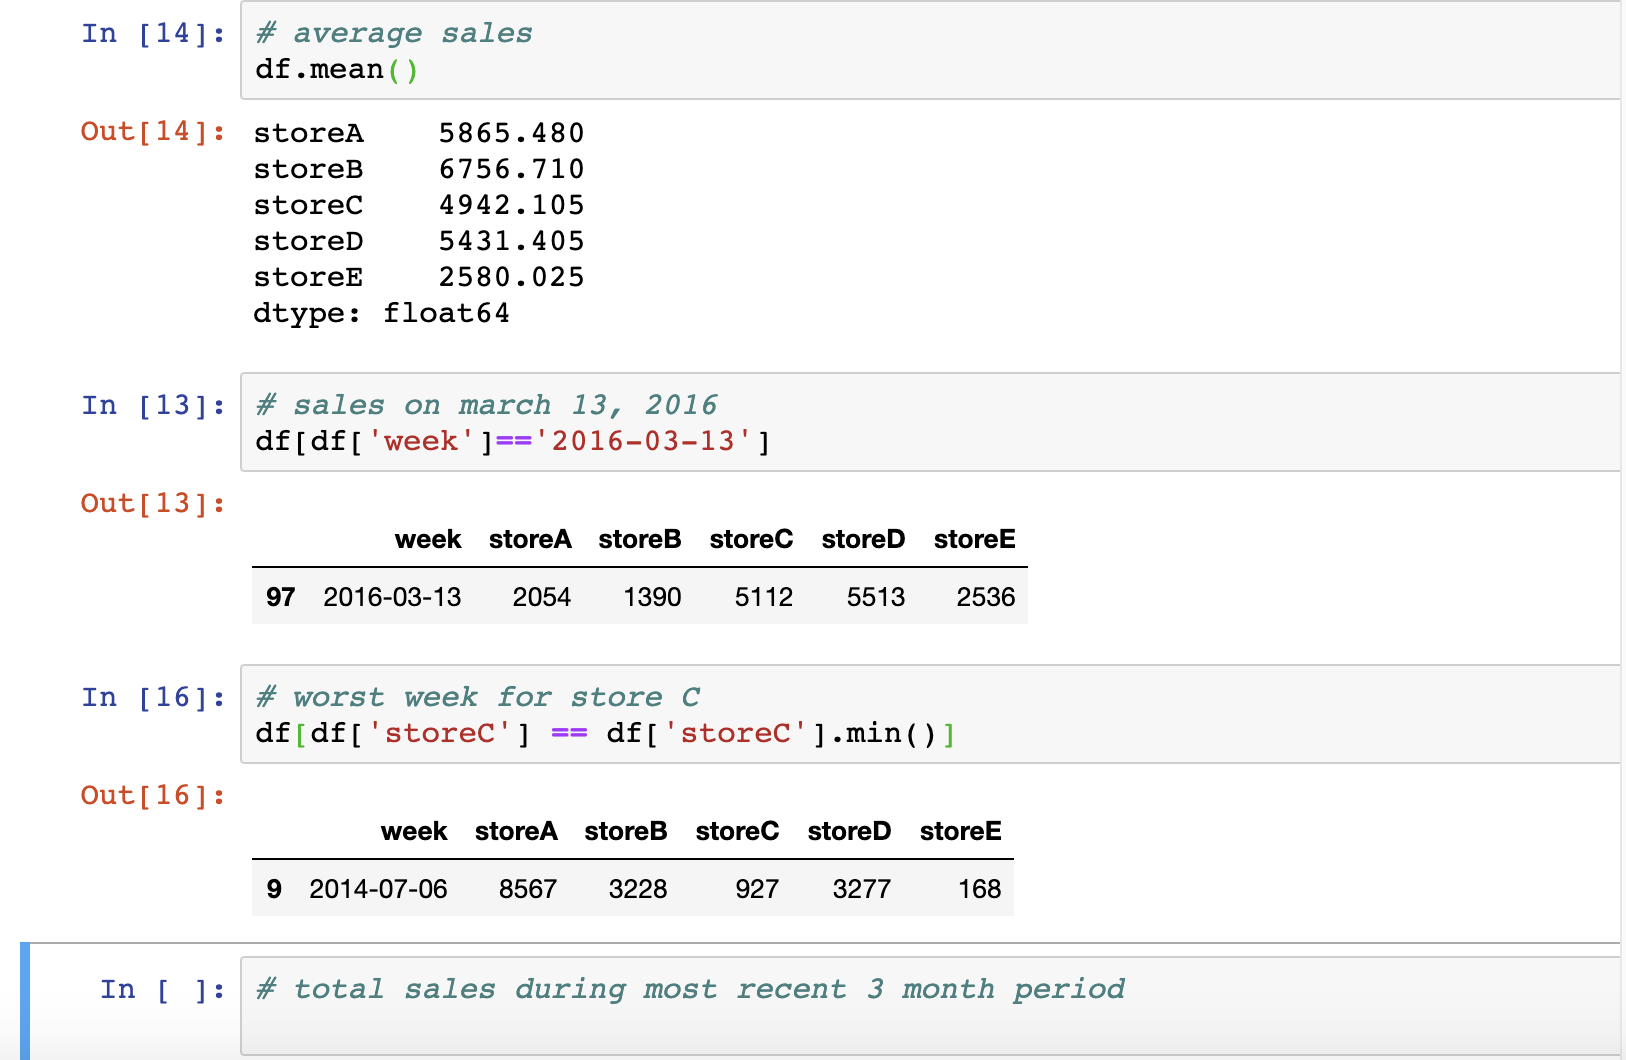 In [14]: # average sales
df.mean()
Out[14]: storeA 5865.480
storeB 6756.710
storeC 4942.105
storeD 5431.405
storeE 2580.025
dtype: float64
In [13]: # sales on march 13, 2016
df[df['week']=='2016-03-13']
Out[13]:
week storeA storeB storeC storeD storeE
97 2016-03-13 2054 1390 5112 5513 2536
In [16]: # worst week for store C
df[df['storeC'] == df['storeC'].min()]
Out[16]:
week storeA storeB storeC storeD storeE
9 2014-07-06 8567 3228 927 3277 168
In [ ]: # total sales during most recent 3 month period